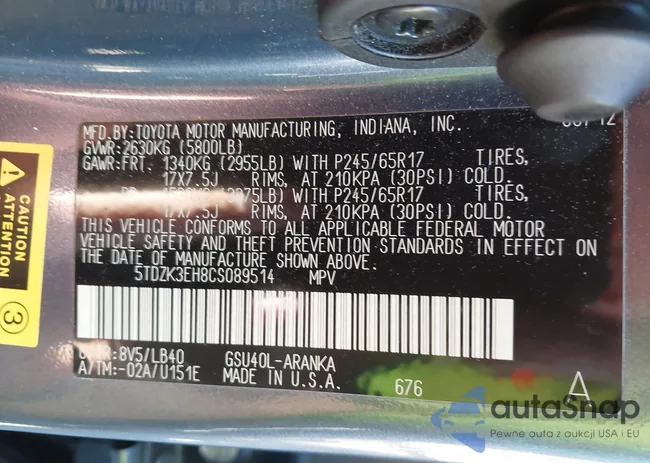 MFD.BY:TOYOTA MOTOR MANUFACTURING, INDIANA, INC.
GVWR:2630KG (5800LB)
GAWR:FRT. 1340KG (2955LB) WITH P245/65R17 TIRES,
17X7.5J RIMS, AT 210KPA (30PSI) COLD.
WITH P245/65R17 TIRES,
17X7.5J RIMS, AT 210KPA (30PSI) COLD.
THIS VEHICLE CONFORMS TO ALL APPLICABLE FEDERAL MOTOR
VEHICLE SAFETY AND THEFT PREVENTION STANDARDS IN EFFECT ON
THE DATE OF MANUFACTURE SHOWN ABOVE.
5TDZK3EH8CS089514 MPV
8V5/LB40 GSU40L-ARANKA
A/TM:-02A/U151E MADE IN U.S.A.
676 A
CAUTION
ATTENTION
3
autoSnap
Pewne auta z aukcji USA i EU